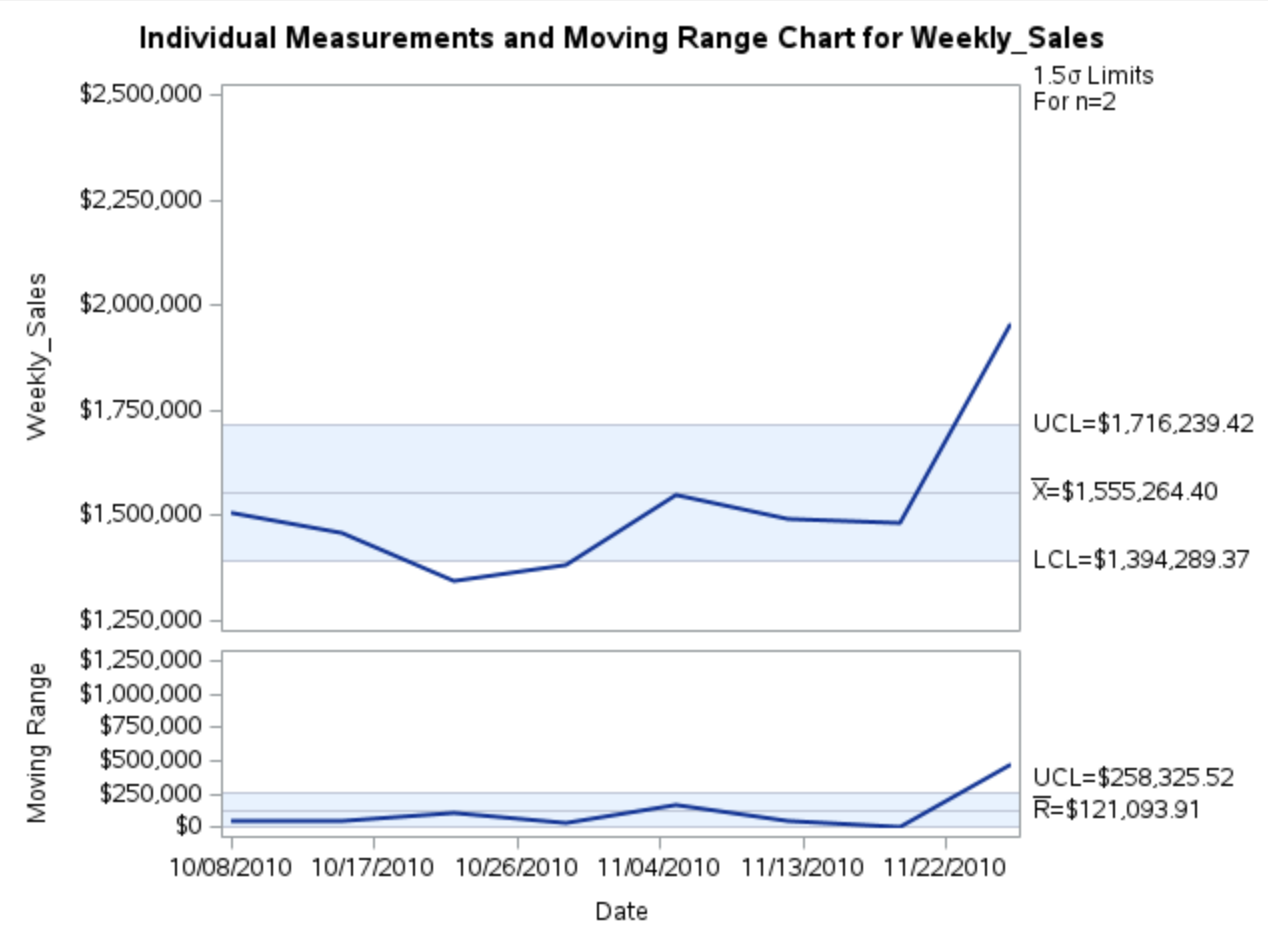 Individual Measurements and Moving Range Chart for Weekly_Sales
1.5σ Limits
For n=2
$2,500,000
$2,250,000
$2,000,000
$1,750,000
$1,500,000
$1,250,000
Weekly_Sales
UCL=$1,716,239.42
X̅=$1,555,264.40
LCL=$1,394,289.37
$1,250,000
$1,000,000
$750,000
$500,000
$250,000
$0
Moving Range
UCL=$258,325.52
R̅=$121,093.91
10/08/2010 10/17/2010 10/26/2010 11/04/2010 11/13/2010 11/22/2010
Date